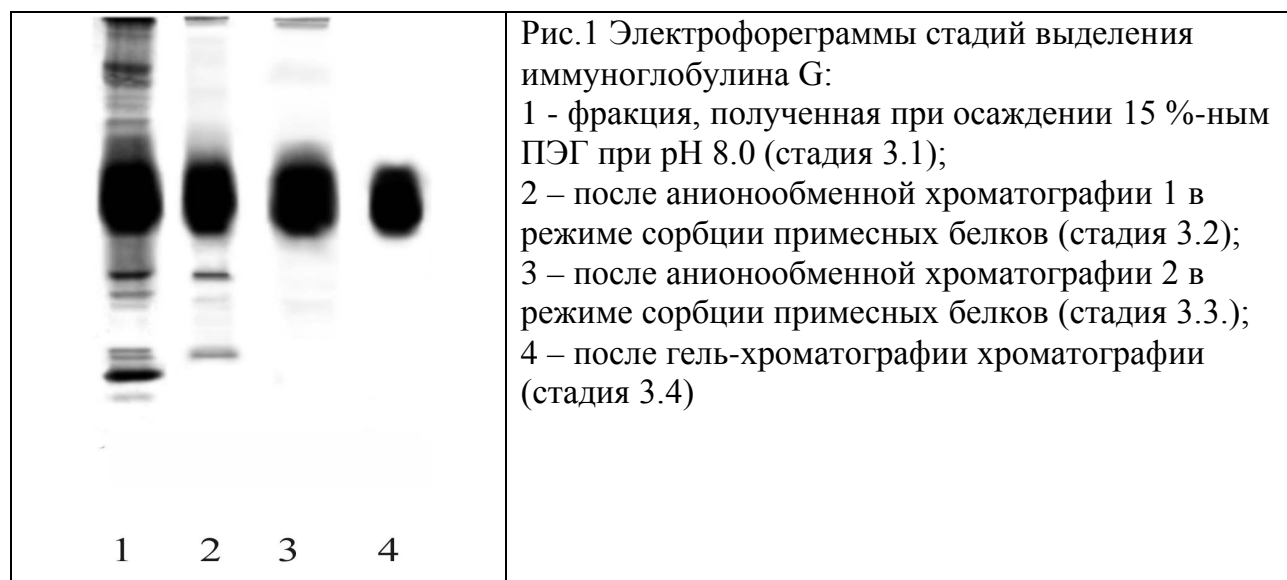 Рис.1 Электрофореграммы стадий выделения
иммуноглобулина G:
1 - фракция, полученная при осаждении 15 %-ным
ПЭГ при pH 8.0 (стадия 3.1);
2 – после анионообменной хроматографии 1 в
режиме сорбции примесных белков (стадия 3.2);
3 – после анионообменной хроматографии 2 в
режиме сорбции примесных белков (стадия 3.3.);
4 – после гель-хроматографии хроматографии
(стадия 3.4)
1 2 3 4